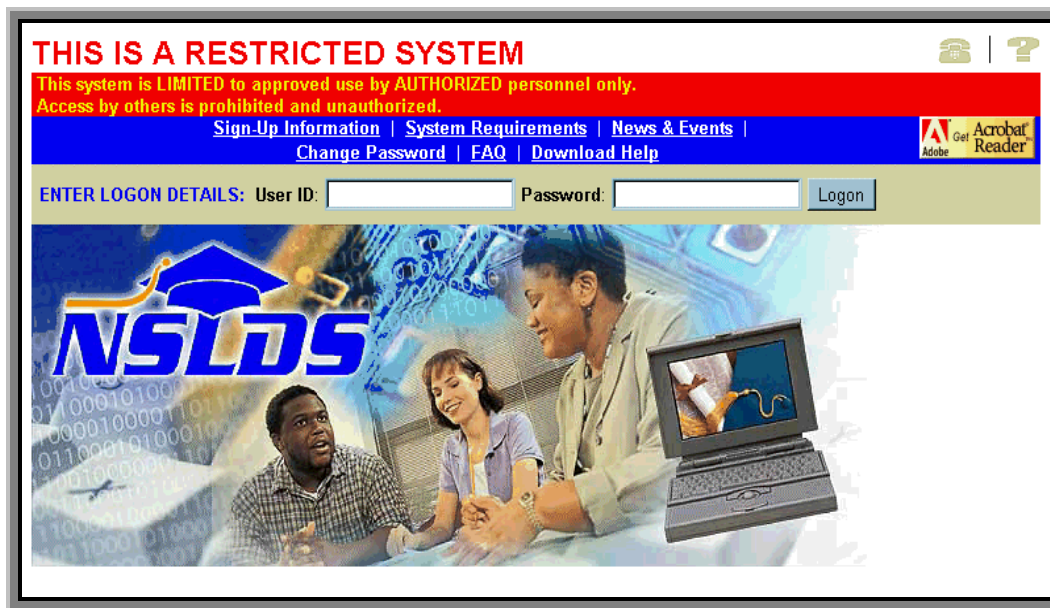 THIS IS A RESTRICTED SYSTEM
This system is LIMITED to approved use by AUTHORIZED personnel only.
Access by others is prohibited and unauthorized.
Sign-Up Information | System Requirements | News & Events |
Change Password | FAQ | Download Help
Adobe Get Acrobat Reader
ENTER LOGON DETAILS: User ID: Password: Logon
NSLDS